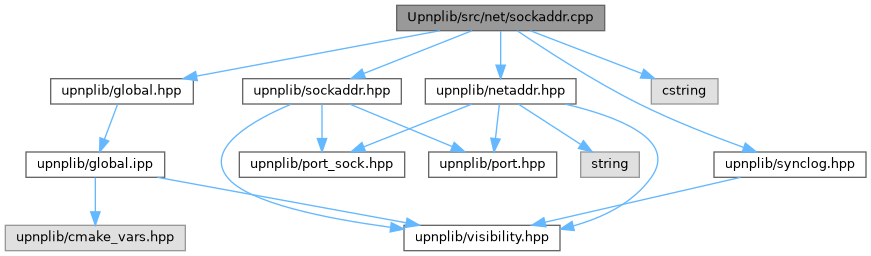 Upnplib/src/net/sockaddr.cpp
upnplib/global.hpp
upnplib/sockaddr.hpp
upnplib/netaddr.hpp
cstring
upnplib/global.ipp
upnplib/port_sock.hpp
upnplib/port.hpp
string
upnplib/synclog.hpp
upnplib/cmake_vars.hpp
upnplib/visibility.hpp